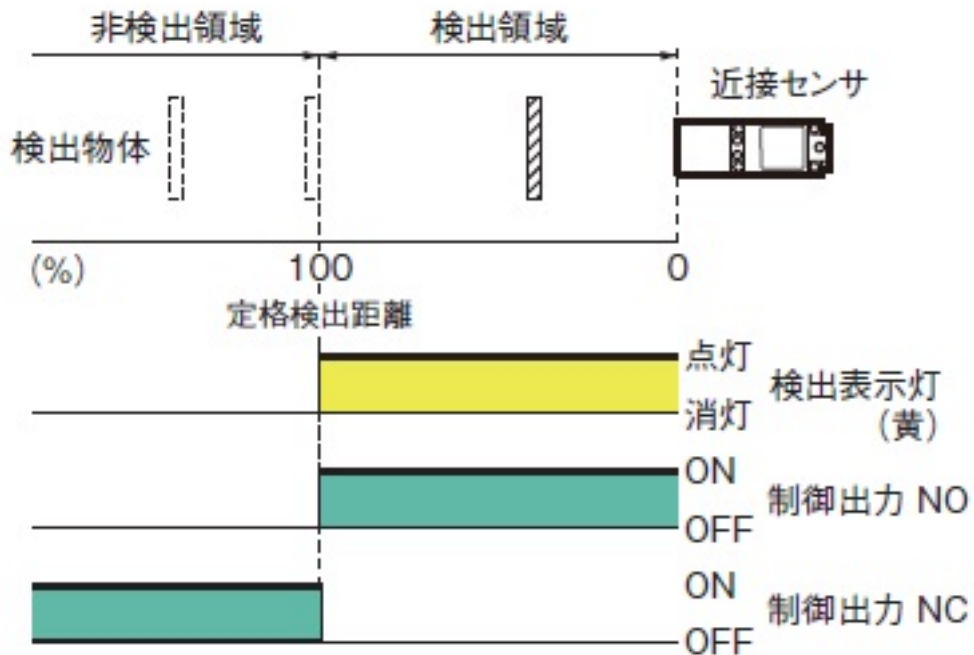 非検出領域 検出領域
近接センサ
検出物体
(%) 100 0
定格検出距離
点灯
検出表示灯
消灯
(黄)
ON
制御出力 NO
OFF
ON
制御出力 NC
OFF